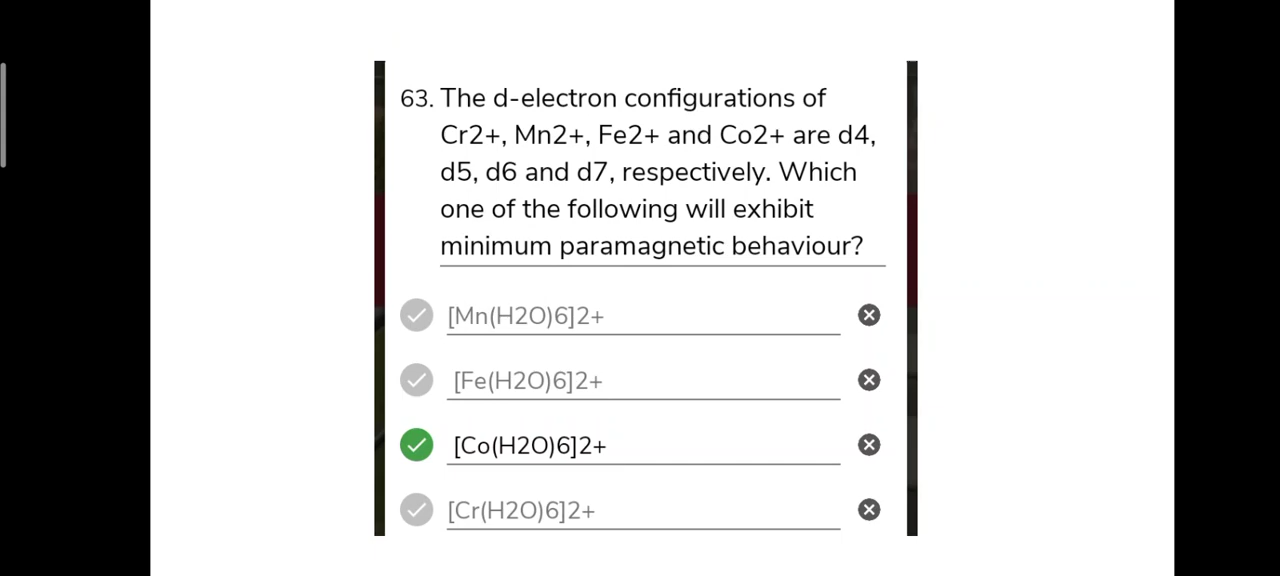 63. The d-electron configurations of
Cr2+, Mn2+, Fe2+ and Co2+ are d4,
d5, d6 and d7, respectively. Which
one of the following will exhibit
minimum paramagnetic behaviour?
[Mn(H2O)6]2+
[Fe(H2O)6]2+
[Co(H2O)6]2+
[Cr(H2O)6]2+